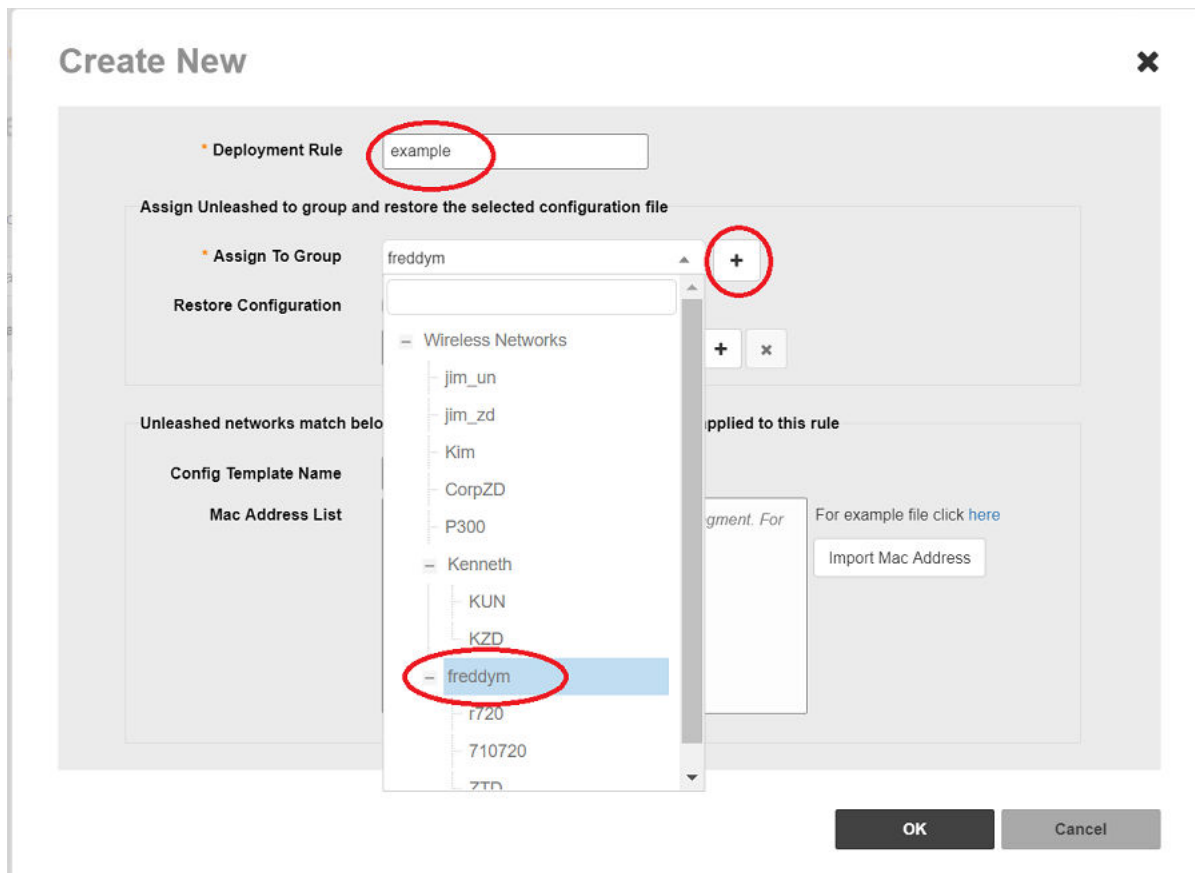 Create New
* Deployment Rule example
Assign Unleashed to group and restore the selected configuration file
* Assign To Group freddym
Restore Configuration
Wireless Networks
jim_un
jim_zd
Kim
CorpZD
P300
Kenneth
KUN
KZD
freddym
r720
710720
ZTD
Unleashed networks match belo
applied to this rule
Config Template Name
Mac Address List
gment. For
For example file click here
Import Mac Address
OK
Cancel